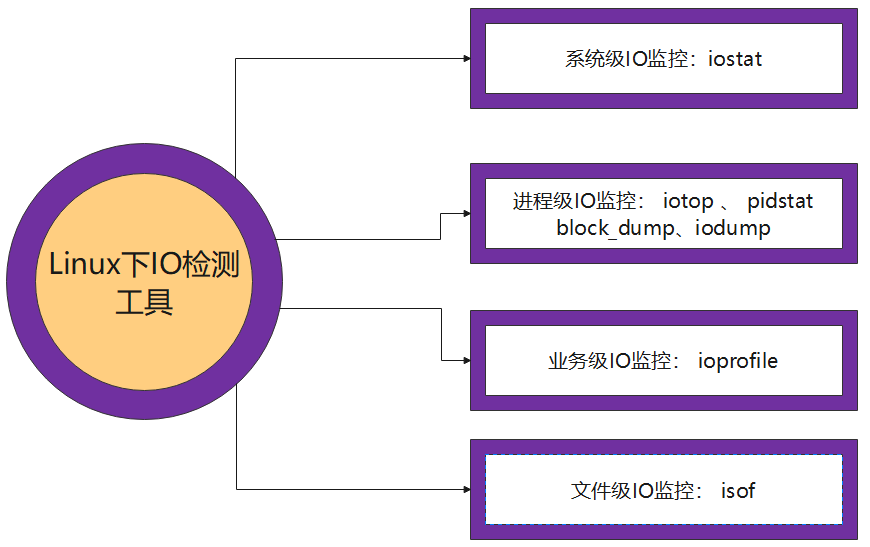 系统级IO监控：iostat
进程级IO监控： iotop 、 pidstat
block_dump、iodump
Linux下IO检测
工具
业务级IO监控： ioprofile
文件级IO监控： isof